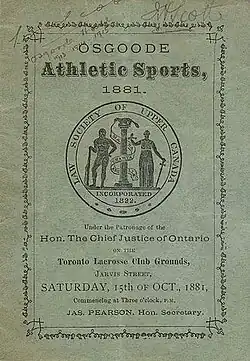 OSGOODE
Athletic Sports,
1881.
LAW SOCIETY OF UPPER CANADA
INCORPORATED
1822.
Under the Patronage of the
Hon. The Chief Justice of Ontario
ON THE
Toronto Lacrosse Club Grounds,
JARVIS STREET,
SATURDAY, 15TH OF OCT., 1881,
Commencing at Three o'clock, P.M.
JAS. PEARSON, Hon. Secretary.